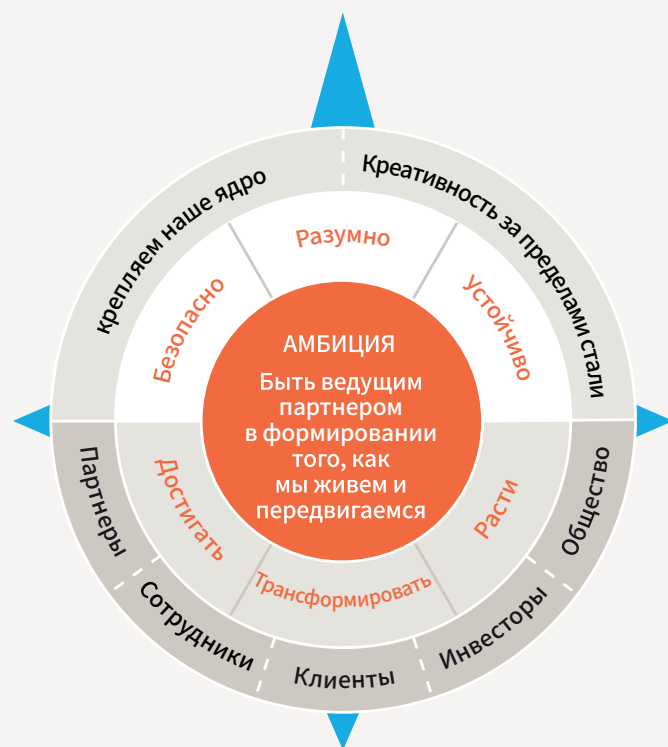 крепляем наше ядро
Креативность за пределами стали
Безопасно
Разумно
Устойчиво
АМБИЦИЯ
Быть ведущим
партнером
в формировании
того, как
мы живем и
передвигаемся
Достигать
Трансформировать
Расти
Партнеры
Сотрудники
Клиенты
Инвесторы
Общество